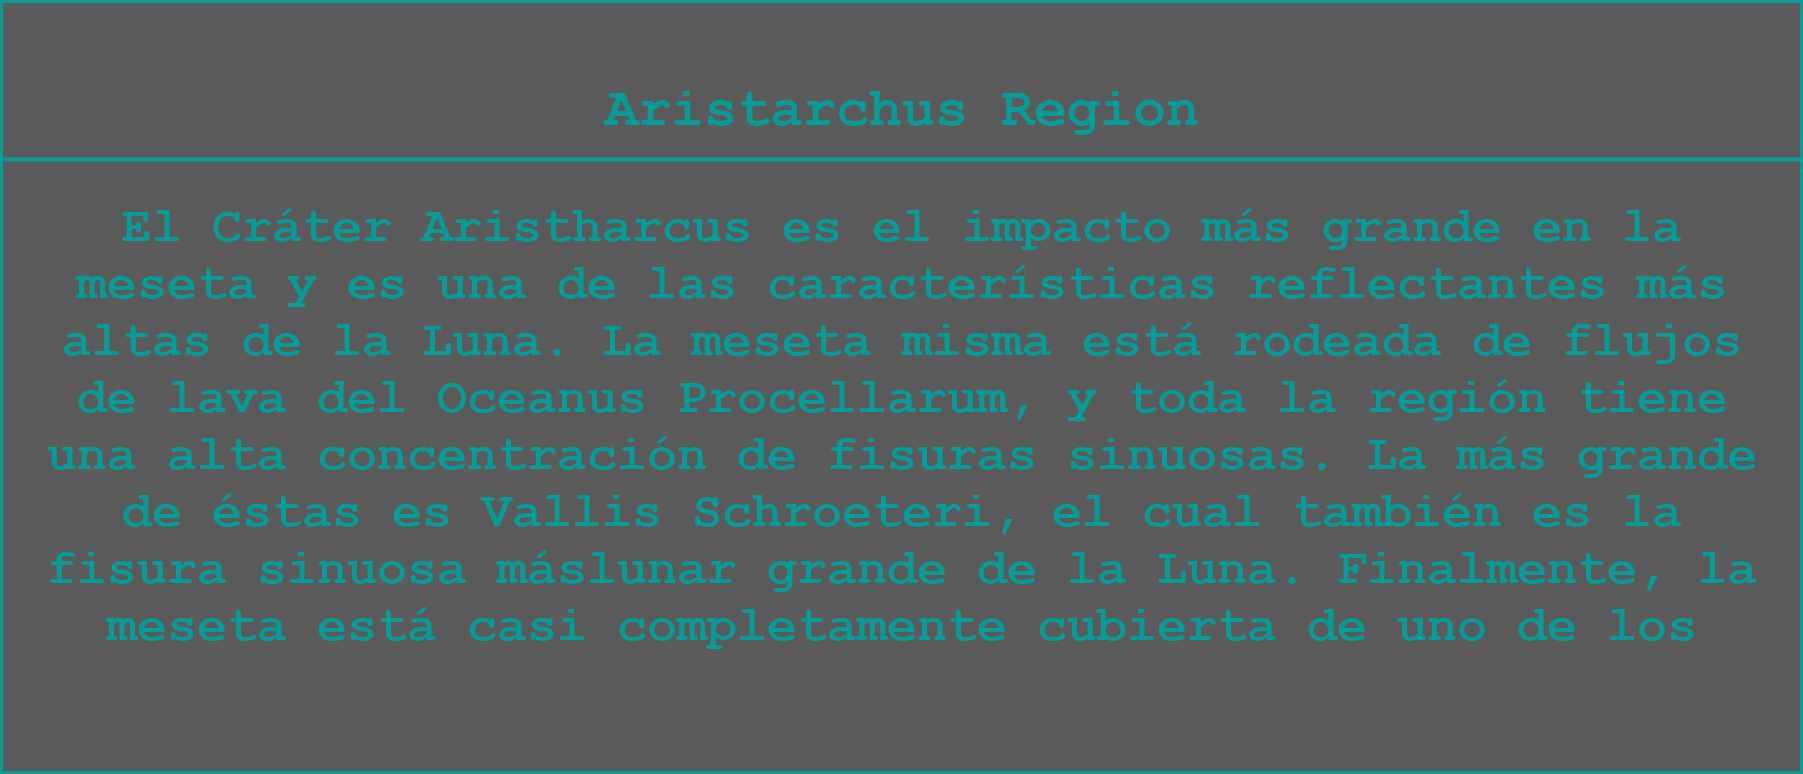 Aristarchus Region
El Cráter Aristharcus es el impacto más grande en la
meseta y es una de las características reflectantes más
altas de la Luna. La meseta misma está rodeada de flujos
de lava del Oceanus Procellarum, y toda la región tiene
una alta concentración de fisuras sinuosas. La más grande
de éstas es Vallis Schroeteri, el cual también es la
fisura sinuosa máslunar grande de la Luna. Finalmente, la
meseta está casi completamente cubierta de uno de los